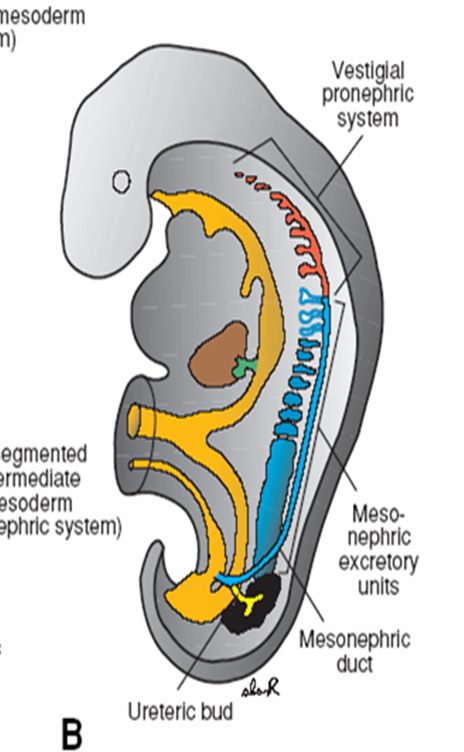 mesoderm
m)
Vestigial
pronephric
system
egmented
ermediate
esoderm
ephric system)
Meso-
nephric
excretory
units
Mesonephric
duct
Ureteric bud
B